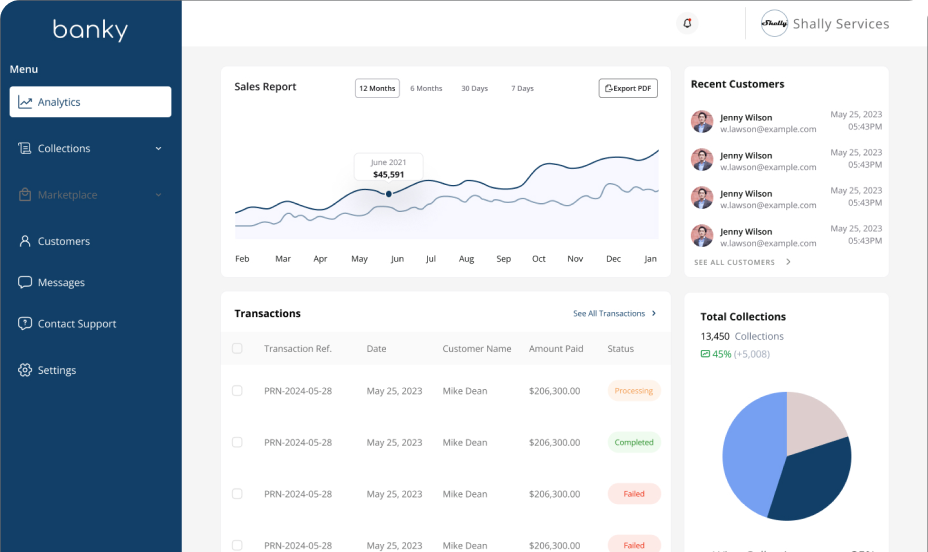 banky
Shally
Shally Services
Menu
Analytics
Collections
Marketplace
Customers
Messages
Contact Support
Settings
Sales Report
12 Months
6 Months
30 Days
7 Days
Export PDF
June 2021
$45,591
Feb Mar Apr May Jun Jul Aug Sep Oct Nov Dec Jan
Recent Customers
Jenny Wilson May 25, 2023
w.lawson@example.com 05:43PM
Jenny Wilson May 25, 2023
w.lawson@example.com 05:43PM
Jenny Wilson May 25, 2023
w.lawson@example.com 05:43PM
Jenny Wilson May 25, 2023
w.lawson@example.com 05:43PM
SEE ALL CUSTOMERS
Transactions
See All Transactions
Transaction Ref. Date Customer Name Amount Paid Status
PRN-2024-05-28 May 25, 2023 Mike Dean $206,300.00 Processing
PRN-2024-05-28 May 25, 2023 Mike Dean $206,300.00 Completed
PRN-2024-05-28 May 25, 2023 Mike Dean $206,300.00 Failed
PRN-2024-05-28 May 25, 2023 Mike Dean $206,300.00 Failed
Total Collections
13,450 Collections
45% (+5,008)